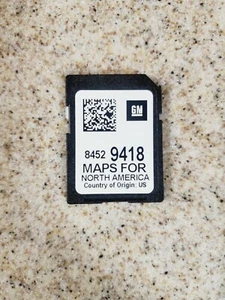 GM
8452 9418
MAPS FOR
NORTH AMERICA
Country of Origin: US